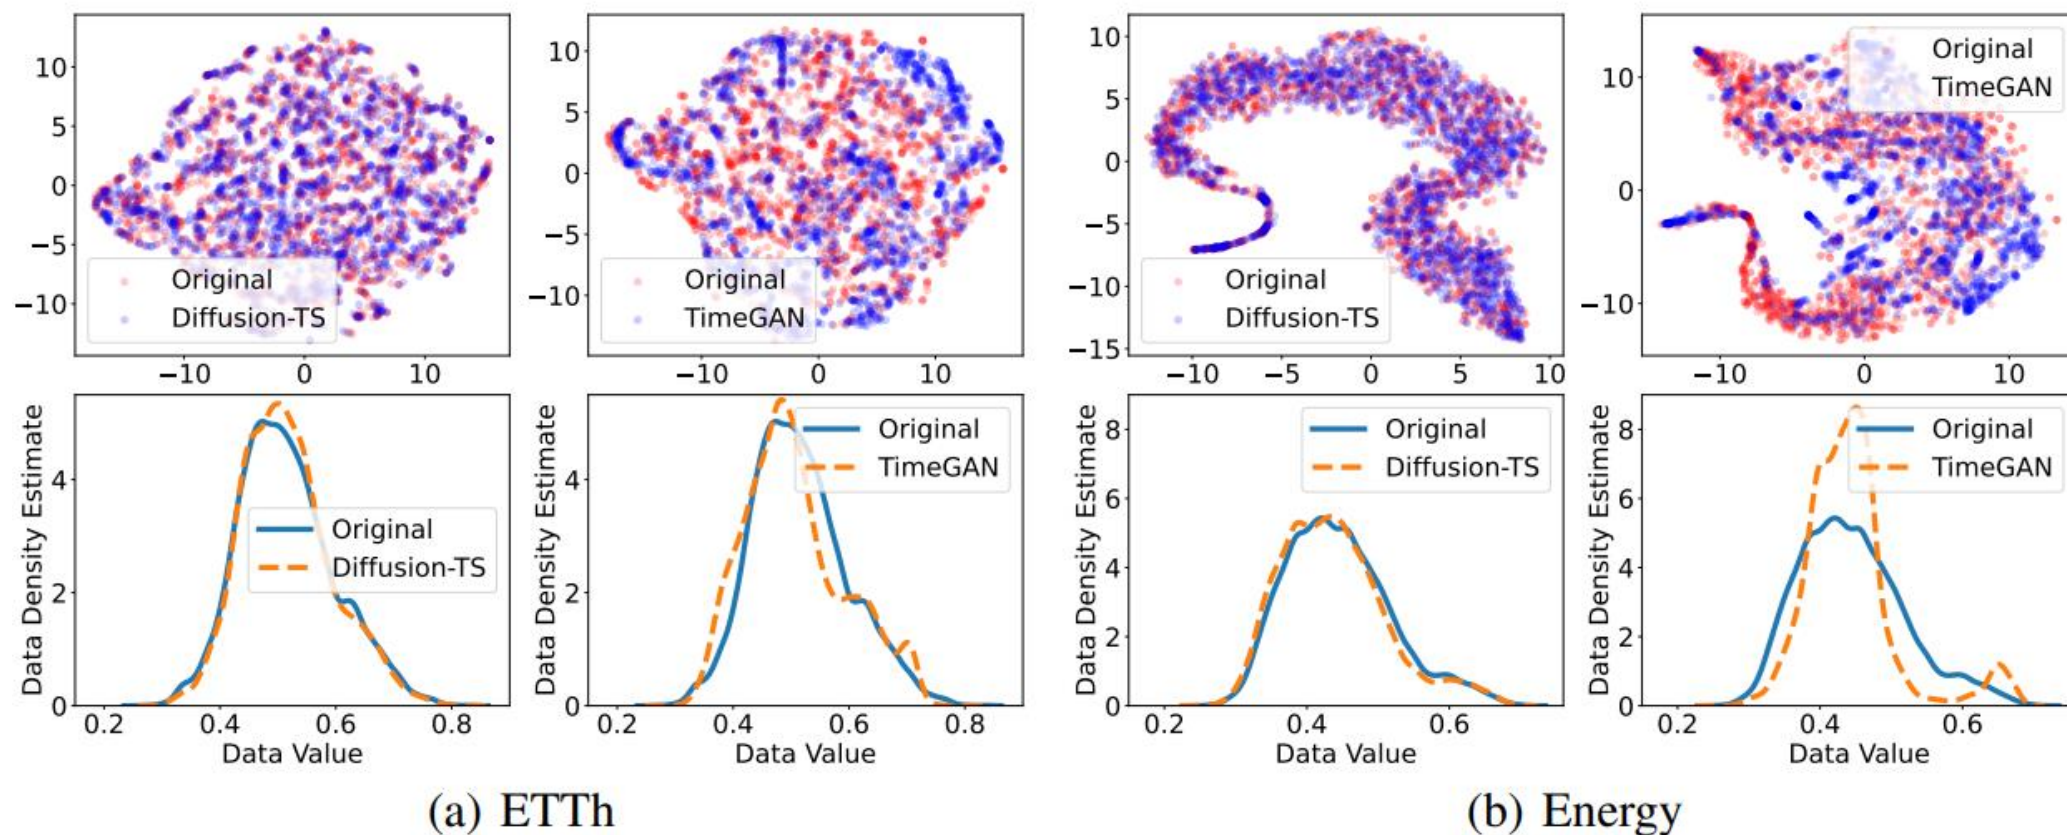 10
5
0
−5
−10
Original
Diffusion-TS
−10 0 10
10
5
0
−5
−10
Original
TimeGAN
−10 0 10
10
5
0
−5
−10
−15
Original
Diffusion-TS
−10 −5 0 5 10
10
0
−10
Original
TimeGAN
−10 0 10
Data Density Estimate
4
2
0
Original
Diffusion-TS
0.2 0.4 0.6 0.8
Data Value
Data Density Estimate
4
2
0
Original
TimeGAN
0.2 0.4 0.6 0.8
Data Value
Data Density Estimate
8
6
4
2
0
Original
Diffusion-TS
0.2 0.4 0.6
Data Value
Data Density Estimate
8
6
4
2
0
Original
TimeGAN
0.2 0.4 0.6
Data Value
(a) ETTh
(b) Energy